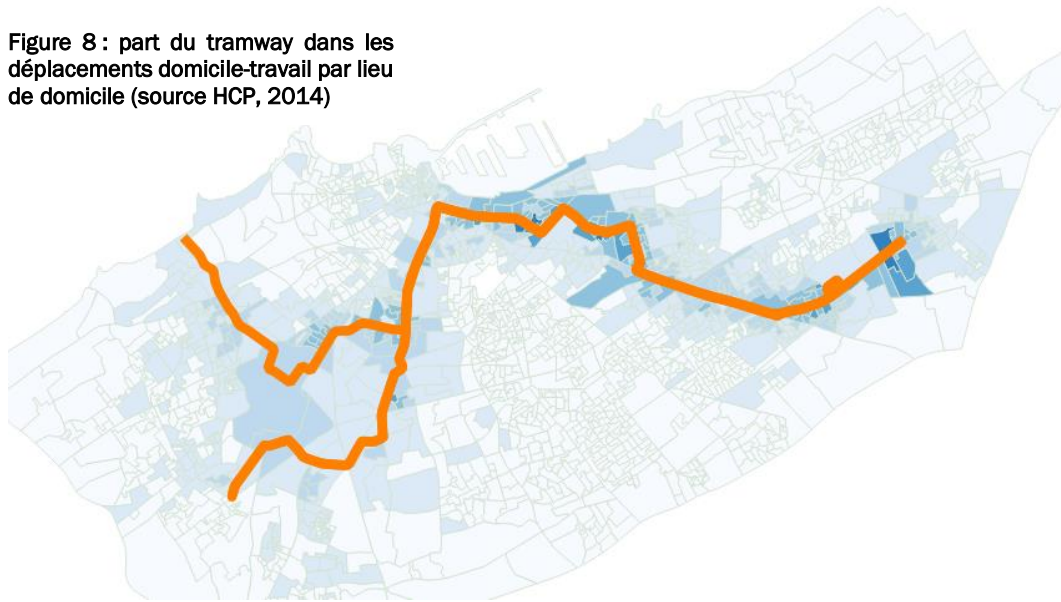 Figure 8 : part du tramway dans les
déplacements domicile-travail par lieu
de domicile (source HCP, 2014)